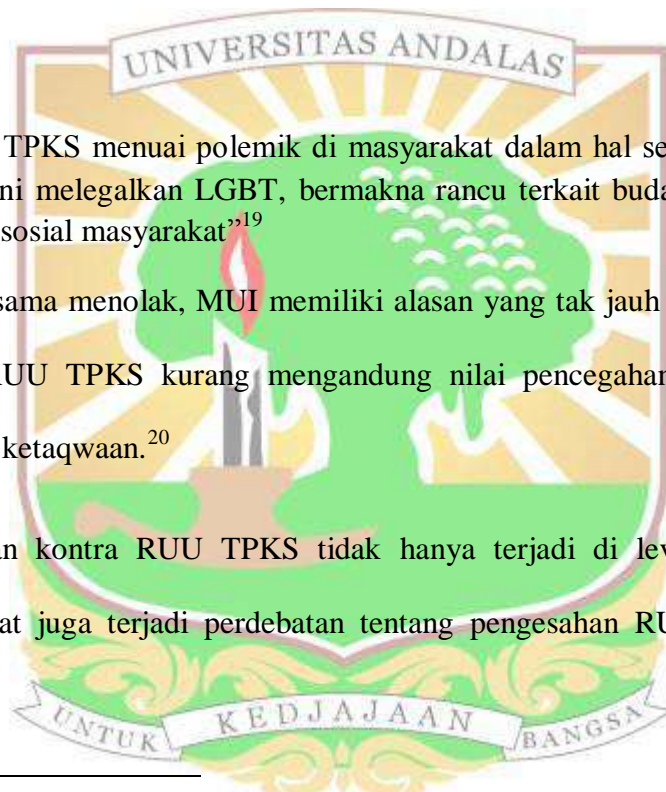 UNIVERSITAS ANDALAS
TPKS menuai polemik di masyarakat dalam hal se
ni melegalkan LGBT, bermakna rancu terkait buda
sosial masyarakat”19
sama menolak, MUI memiliki alasan yang tak jauh
RUU TPKS kurang mengandung nilai pencegahan
ketaqwaan.20
an kontra RUU TPKS tidak hanya terjadi di lev
at juga terjadi perdebatan tentang pengesahan RU
UNTUK KEDJAJAAN BANGSA